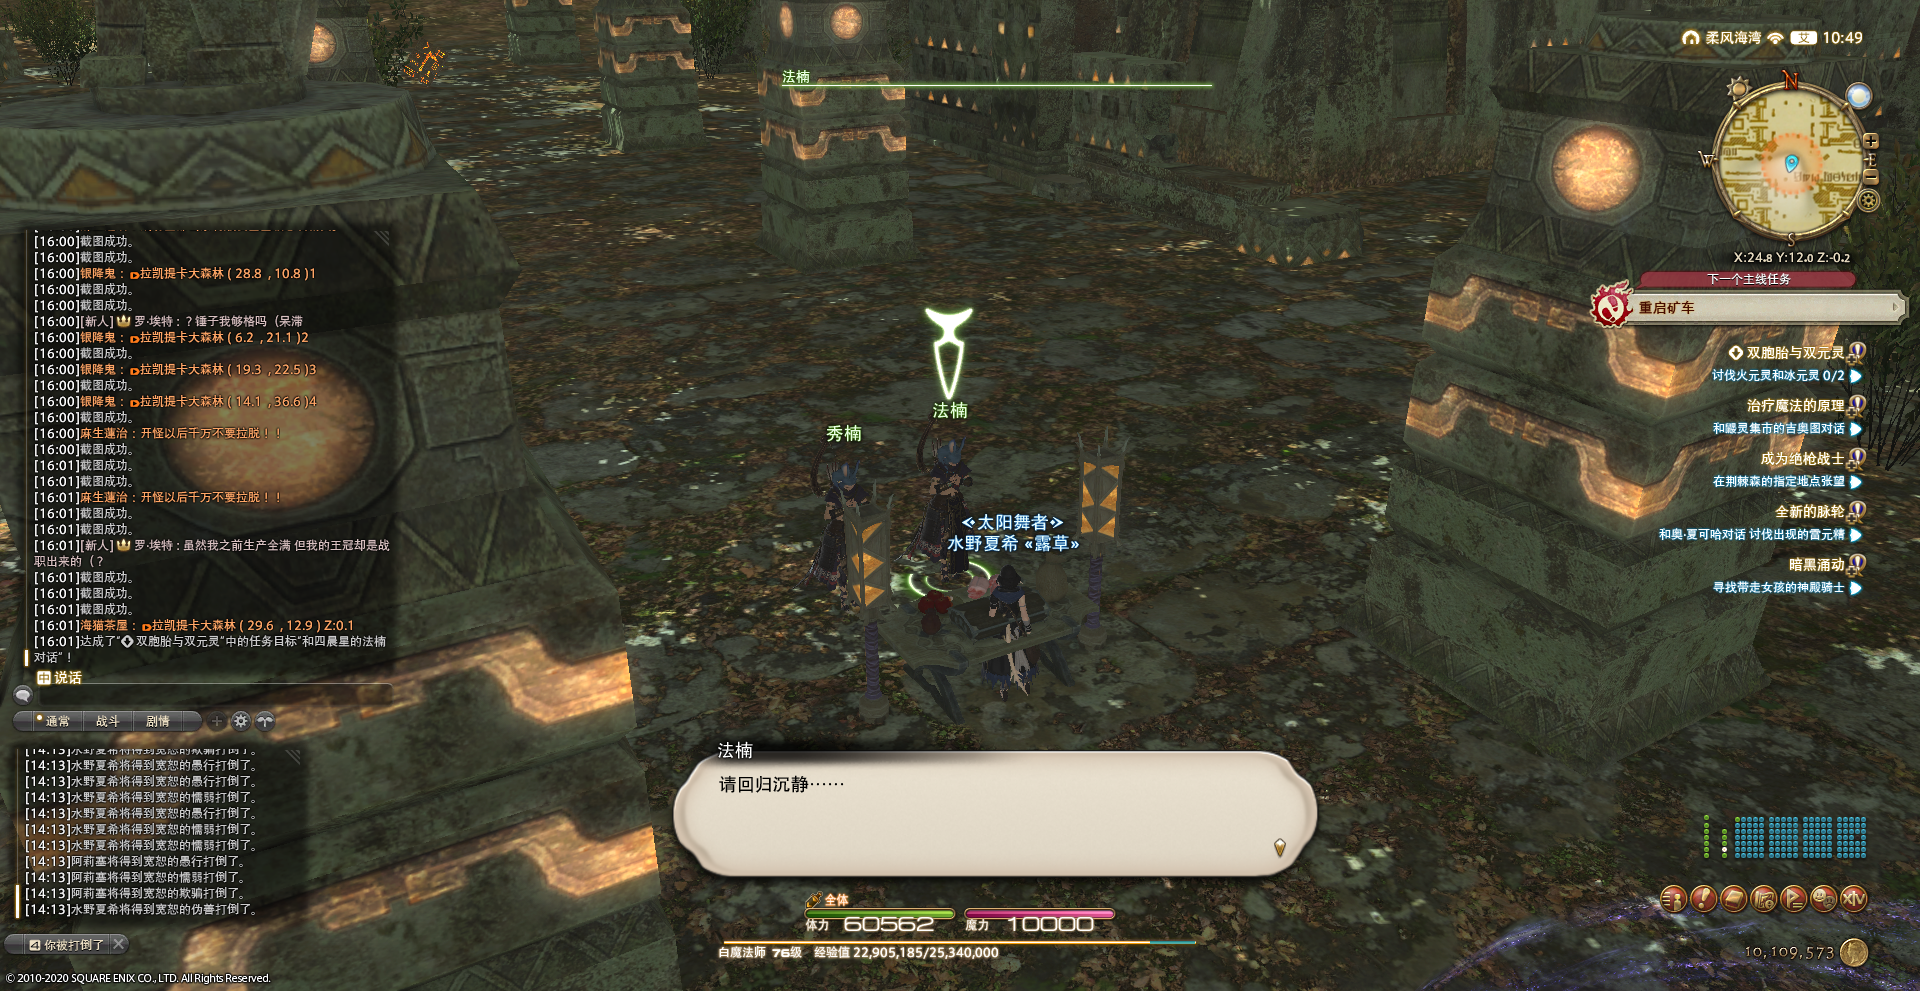 柔风海湾 艾 10:49
法楠
N
W
E
S
X:24.8 Y:12.0 Z:-0.2
下一个主线任务
重启矿车
双胞胎与双元灵
讨伐火元灵和冰元灵 0/2
治疗魔法的原理
和鼹灵集市的吉奥图对话
成为绝枪战士
在荆棘森的指定地点张望
全新的脉轮
和奥·夏可哈对话 讨伐出现的雷元精
暗黑涌动
寻找带走女孩的神殿骑士
[16:00]截图成功。
[16:00]截图成功。
[16:00]银降鬼：拉凯提卡大森林 ( 28.8 , 10.8 )1
[16:00]截图成功。
[16:00]截图成功。
[16:00][新人]罗·埃特：? 锤子我够格吗（呆滞
[16:00]银降鬼：拉凯提卡大森林 ( 6.2 , 21.1 )2
[16:00]截图成功。
[16:00]银降鬼：拉凯提卡大森林 ( 19.3 , 22.5 )3
[16:00]截图成功。
[16:00]银降鬼：拉凯提卡大森林 ( 14.1 , 36.6 )4
[16:00]截图成功。
[16:00]麻生蓮治：开怪以后千万不要拉脱！！
[16:00]截图成功。
[16:01]截图成功。
[16:01]截图成功。
[16:01]麻生蓮治：开怪以后千万不要拉脱！！
[16:01]截图成功。
[16:01]截图成功。
[16:01][新人]罗·埃特：虽然我之前生产全满 但我的王冠却是战
职出来的（？
[16:01]截图成功。
[16:01]截图成功。
[16:01]截图成功。
[16:01]海猫茶屋：拉凯提卡大森林 ( 29.6 , 12.9 ) Z:0.1
[16:01]达成了“双胞胎与双元灵”中的任务目标“和四晨星的法楠
对话”！
中 说话
通常 战斗 剧情
[14:13]水野夏希将得到宽恕的欺骗打倒了。
[14:13]水野夏希将得到宽恕的愚行打倒了。
[14:13]水野夏希将得到宽恕的愚行打倒了。
[14:13]水野夏希将得到宽恕的懦弱打倒了。
[14:13]水野夏希将得到宽恕的愚行打倒了。
[14:13]水野夏希将得到宽恕的懦弱打倒了。
[14:13]水野夏希将得到宽恕的懦弱打倒了。
[14:13]阿莉塞将得到宽恕的愚行打倒了。
[14:13]阿莉塞将得到宽恕的懦弱打倒了。
[14:13]阿莉塞将得到宽恕的欺骗打倒了。
[14:13]水野夏希将得到宽恕的伪善打倒了。
4 你被打倒了
© 2010-2020 SQUARE ENIX CO., LTD. All Rights Reserved.
法楠
秀楠
太阳舞者
水野夏希 «露草»
法楠
请回归沉静……
全体
体力 60562 魔力 10000
白魔法师 76级 经验值 22,905,185/25,340,000
XIV
10,109,573